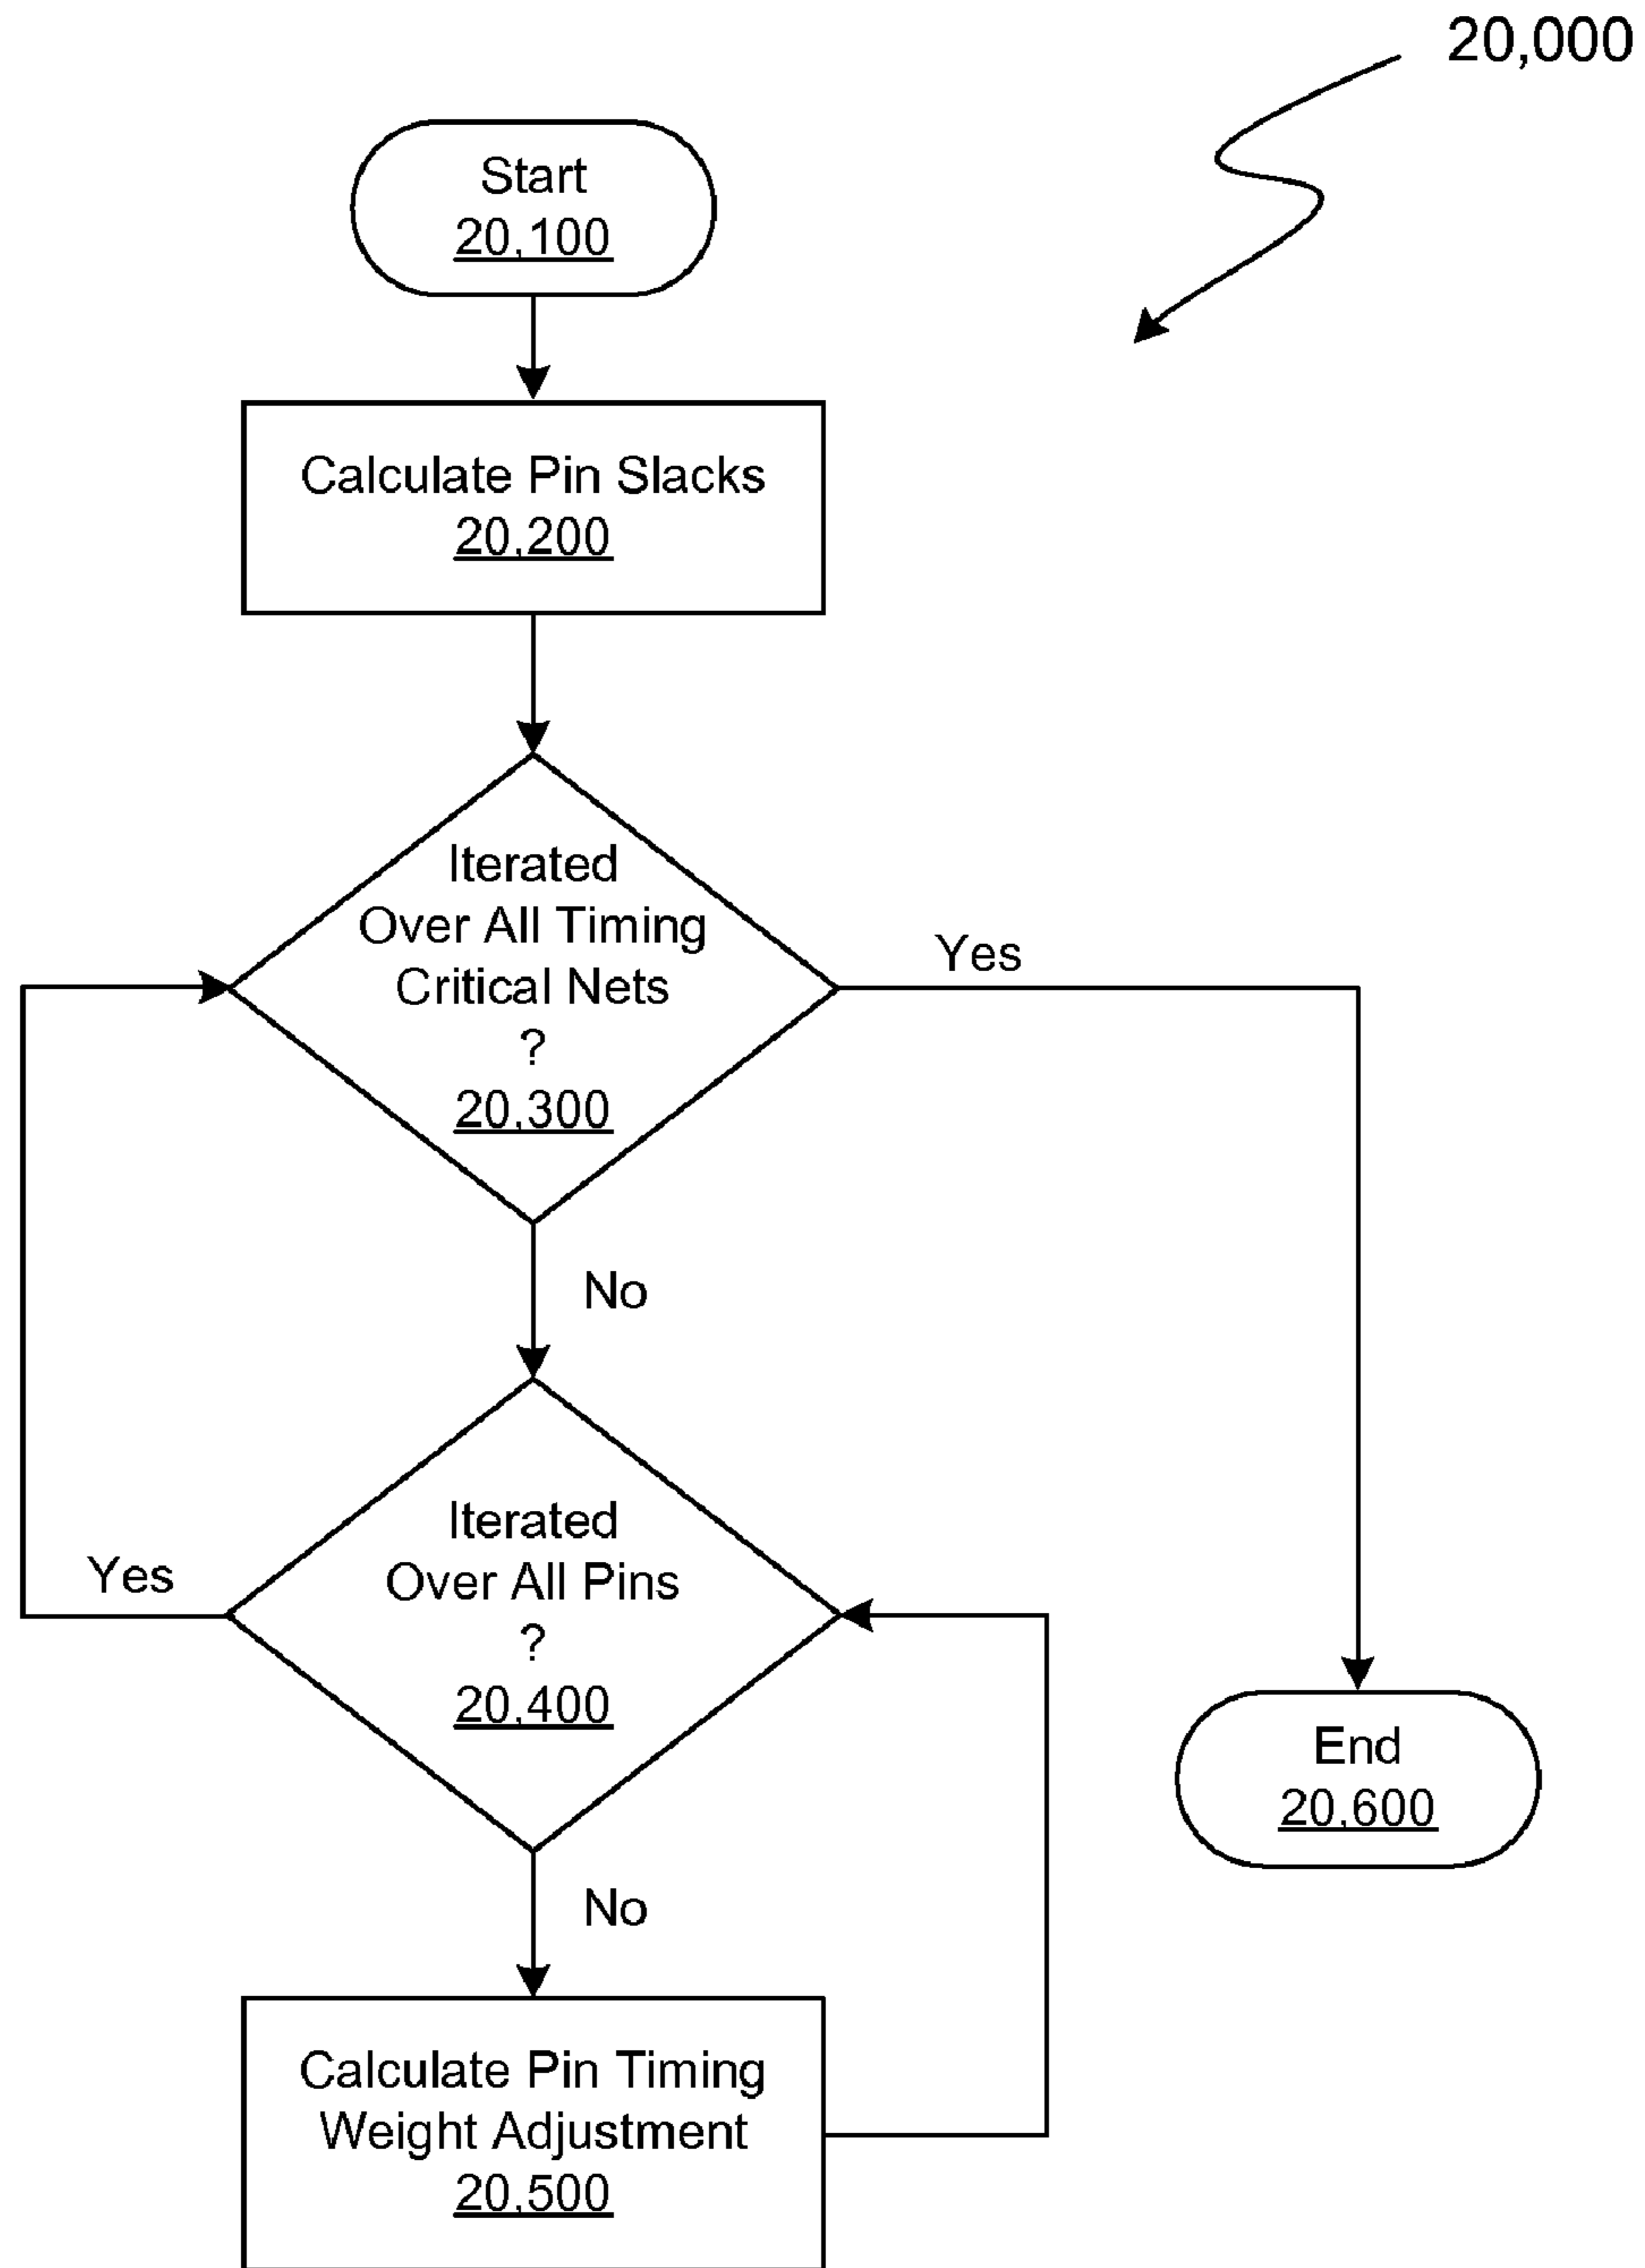 20,000
Start
20,100
Calculate Pin Slacks
20,200
Iterated
Over All Timing
Critical Nets
?
20,300
Yes
No
Iterated
Over All Pins
?
20,400
Yes
No
End
20,600
Calculate Pin Timing
Weight Adjustment
20,500